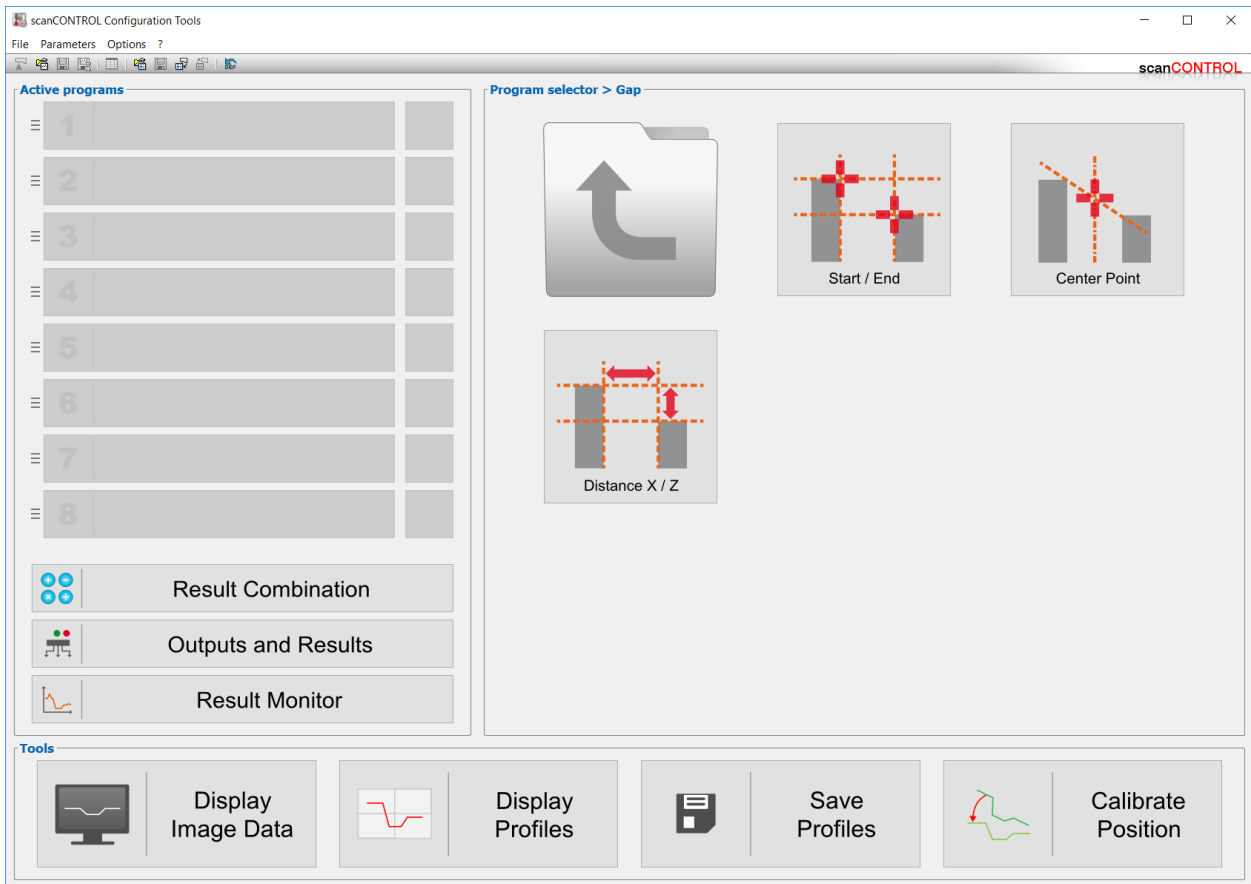 scanCONTROL Configuration Tools
File Parameters Options ?
scanCONTROL
Active programs
1
2
3
4
5
6
7
8
Result Combination
Outputs and Results
Result Monitor
Program selector > Gap
Start / End
Center Point
Distance X / Z
Tools
Display
Image Data
Display
Profiles
Save
Profiles
Calibrate
Position